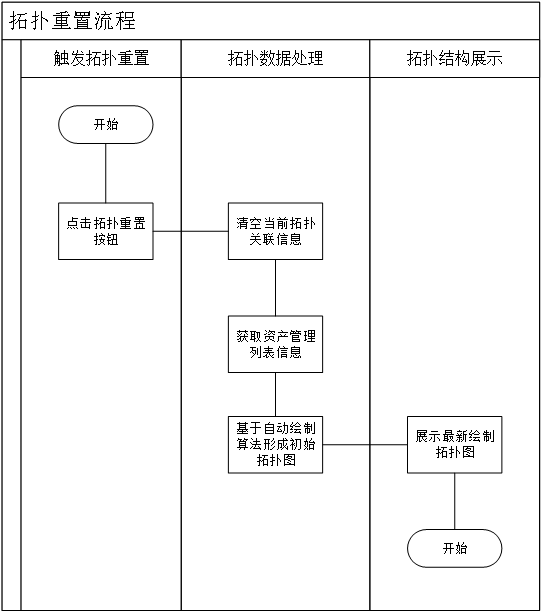 拓扑重置流程
触发拓扑重置
拓扑数据处理
拓扑结构展示
开始
点击拓扑重置
按钮
清空当前拓扑
关联信息
获取资产管理
列表信息
基于自动绘制
算法形成初始
拓扑图
展示最新绘制
拓扑图
开始